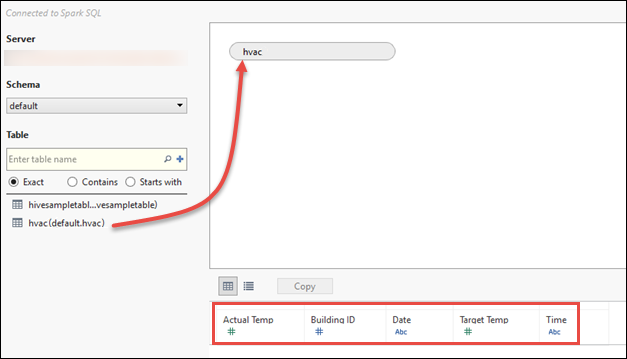 Connected to Spark SQL
Server
Schema
default
Table
Enter table name
Exact Contains Starts with
hivesampletabl...vesampletable)
hvac(default.hvac)
hvac
Copy
Actual Temp Building ID Date Target Temp Time
# # Abc # Abc